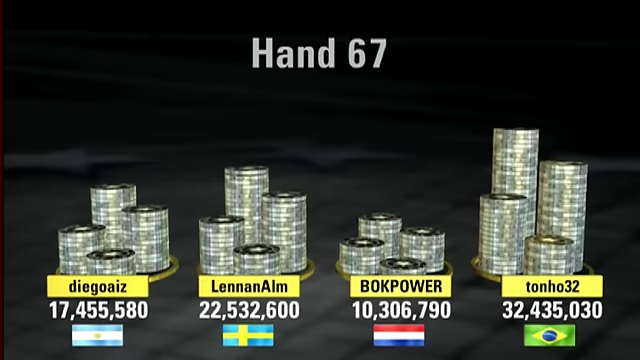 Hand 67
diegoaiz LennanAlm BOKPOWER tonho32
17,455,580 22,532,600 10,306,790 32,435,030